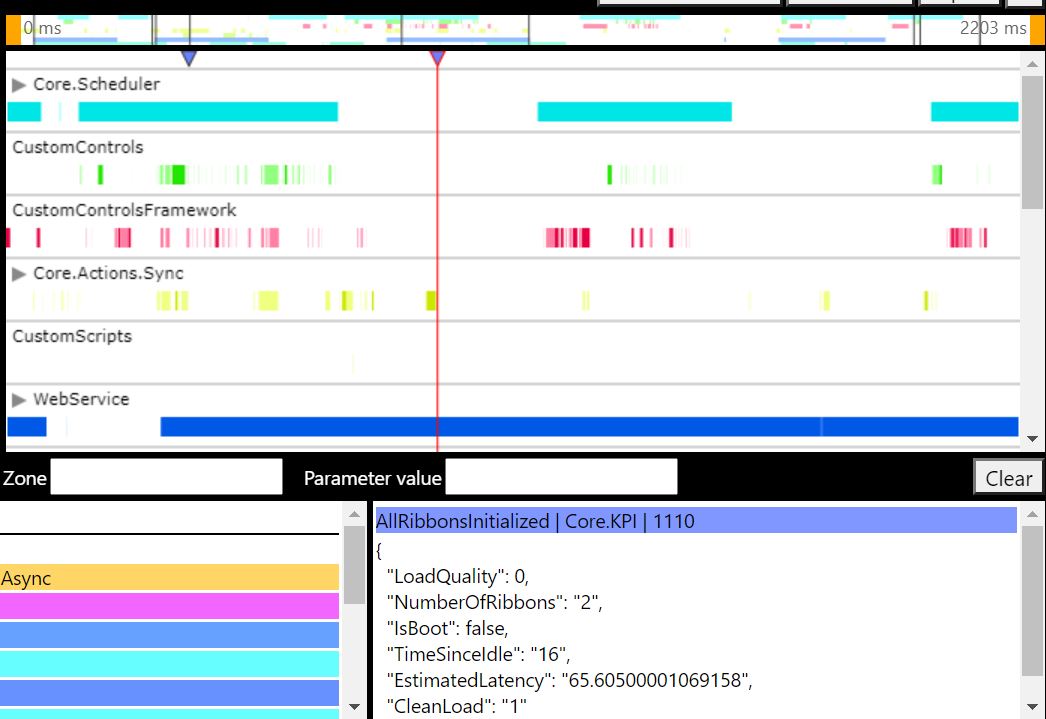 0 ms
2203 ms
Core.Scheduler
CustomControls
CustomControlsFramework
Core.Actions.Sync
CustomScripts
WebService
Zone
Parameter value
Clear
Async
AllRibbonsInitialized | Core.KPI | 1110
{
"LoadQuality": 0,
"NumberOfRibbons": "2",
"IsBoot": false,
"TimeSinceIdle": "16",
"EstimatedLatency": "65.60500001069158",
"CleanLoad": "1"